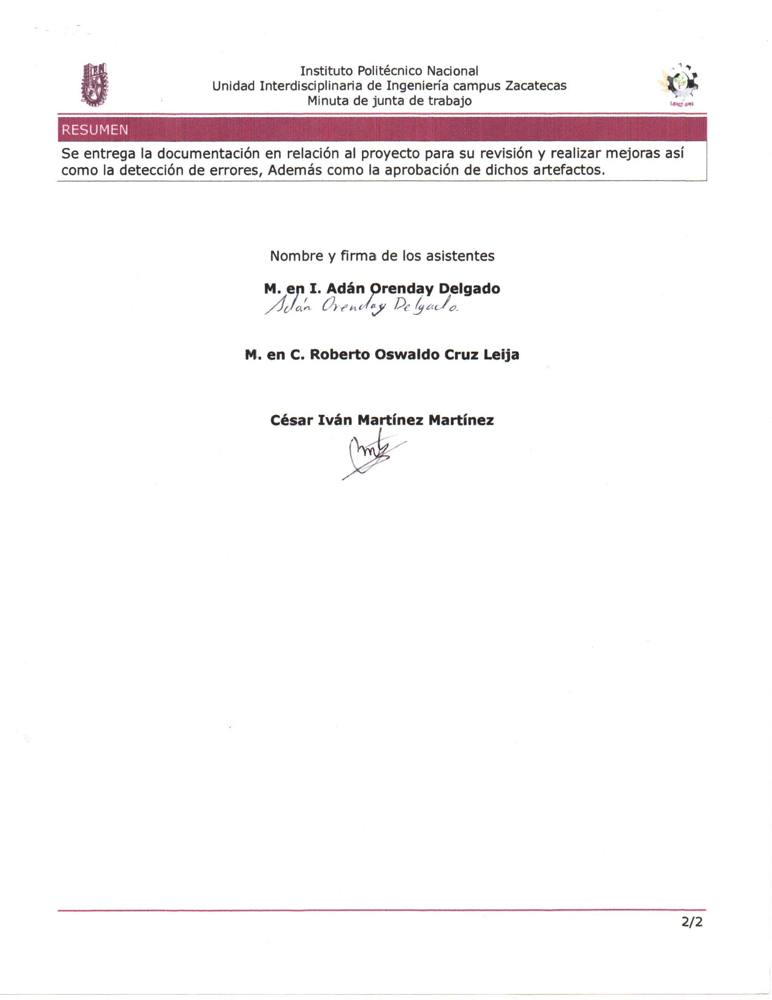 IPN
Instituto Politécnico Nacional
Unidad Interdisciplinaria de Ingeniería campus Zacatecas
Minuta de junta de trabajo
UPIIZ-IPN
RESUMEN
Se entrega la documentación en relación al proyecto para su revisión y realizar mejoras así
como la detección de errores, Además como la aprobación de dichos artefactos.
Nombre y firma de los asistentes
M. en I. Adán Orenday Delgado
Adán Orenday Delgado.
M. en C. Roberto Oswaldo Cruz Leija
César Iván Martínez Martínez
2/2